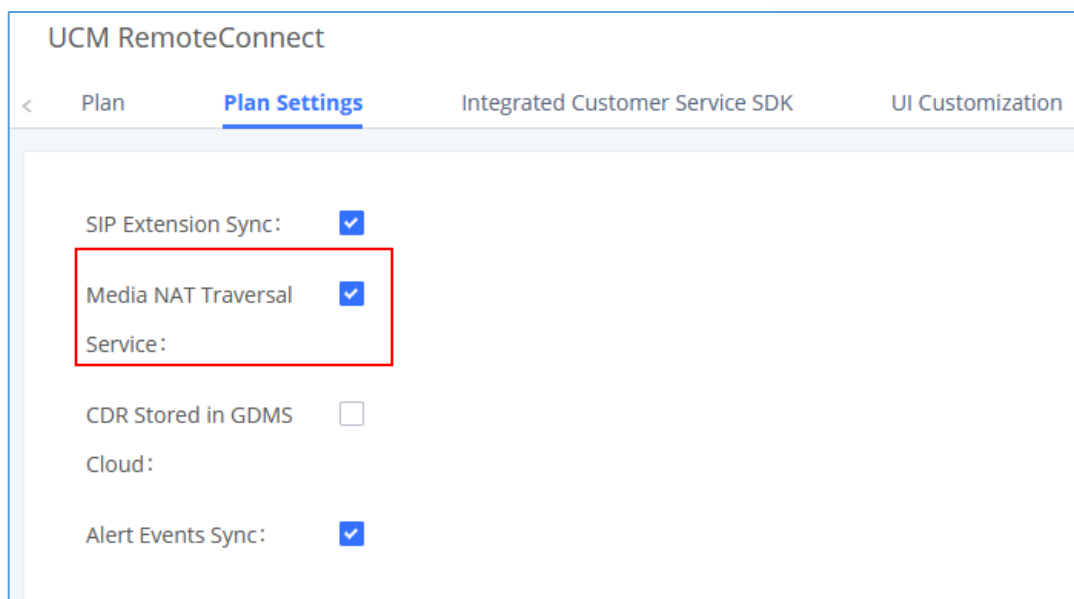 UCM RemoteConnect
< Plan Plan Settings Integrated Customer Service SDK UI Customization
SIP Extension Sync:
Media NAT Traversal
Service:
CDR Stored in GDMS
Cloud:
Alert Events Sync: